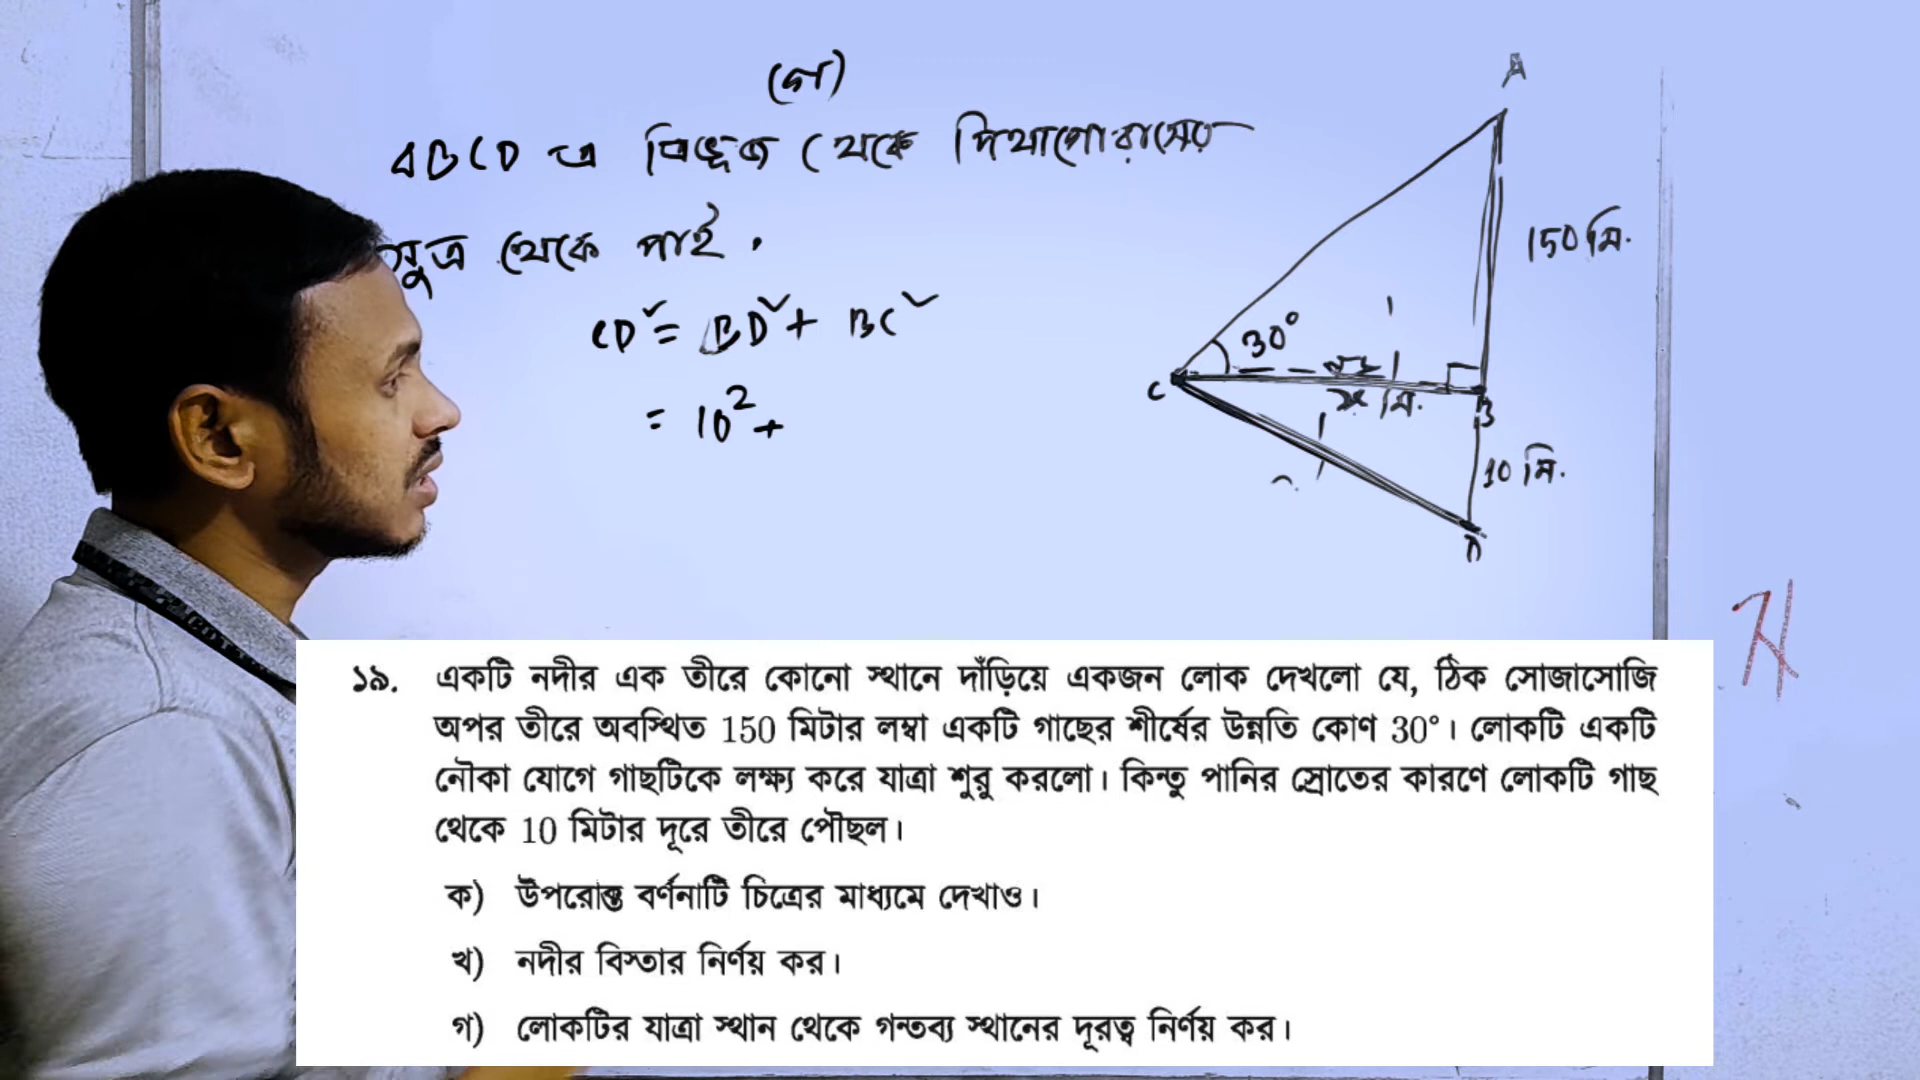 (গ)
ΔBCD এ ত্রিভুজ থেকে পিথাগোরাসের
সুত্র থেকে পাই.
CD² = BD² + BC²
= 10² +
A
150 মি.
30°
C
x মি.
B
10 মি.
D
১৯. একটি নদীর এক তীরে কোনো স্থানে দাঁড়িয়ে একজন লোক দেখলো যে, ঠিক সোজাসোজি
অপর তীরে অবস্থিত 150 মিটার লম্বা একটি গাছের শীর্ষের উন্নতি কোণ 30°। লোকটি একটি
নৌকা যোগে গাছটিকে লক্ষ্য করে যাত্রা শুরু করলো। কিন্তু পানির স্রোতের কারণে লোকটি গাছ
থেকে 10 মিটার দূরে তীরে পৌছল।
ক) উপরোক্ত বর্ণনাটি চিত্রের মাধ্যমে দেখাও।
খ) নদীর বিস্তার নির্ণয় কর।
গ) লোকটির যাত্রা স্থান থেকে গন্তব্য স্থানের দূরত্ব নির্ণয় কর।